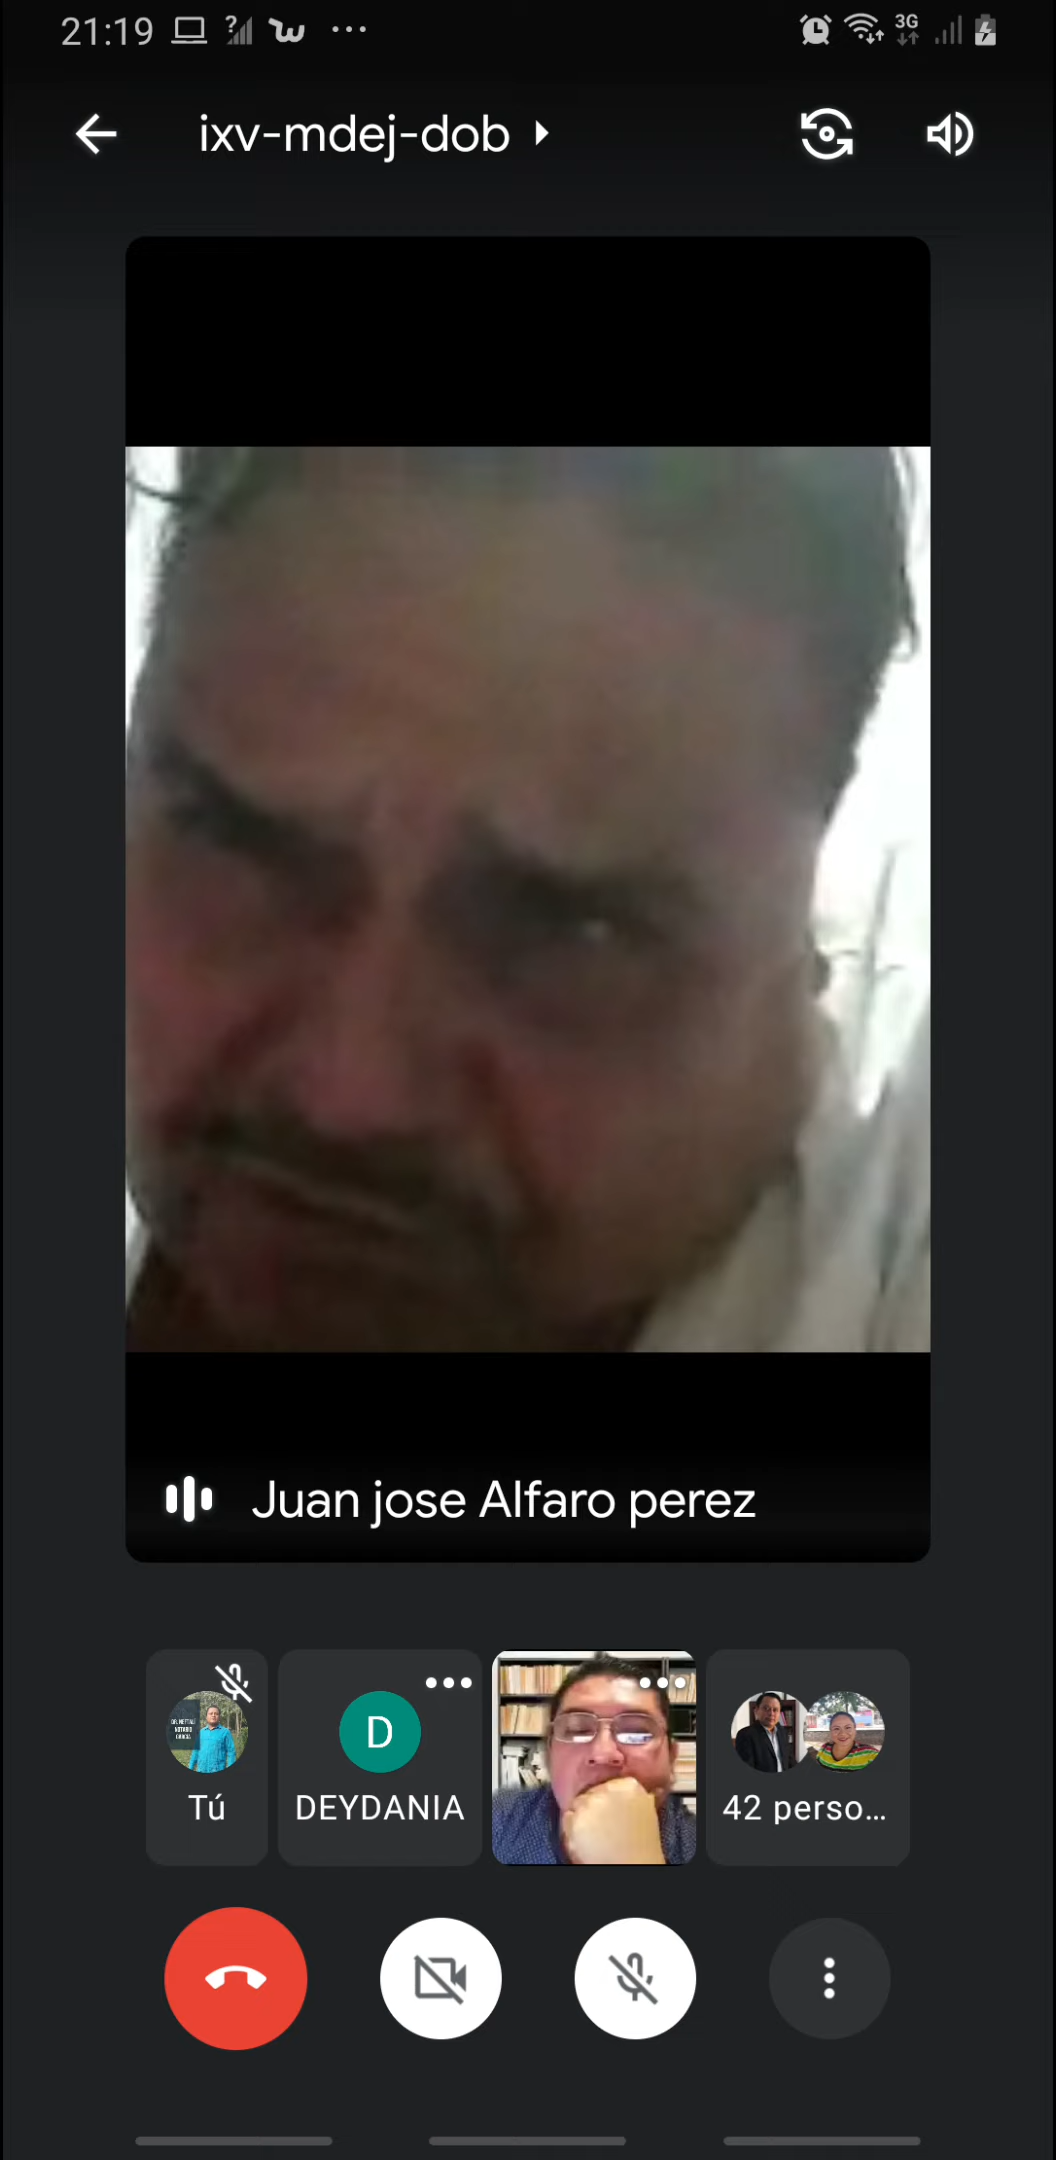 21:19
3G
ixv-mdej-dob
Juan jose Alfaro perez
Tú
D
DEYDANIA
42 perso...